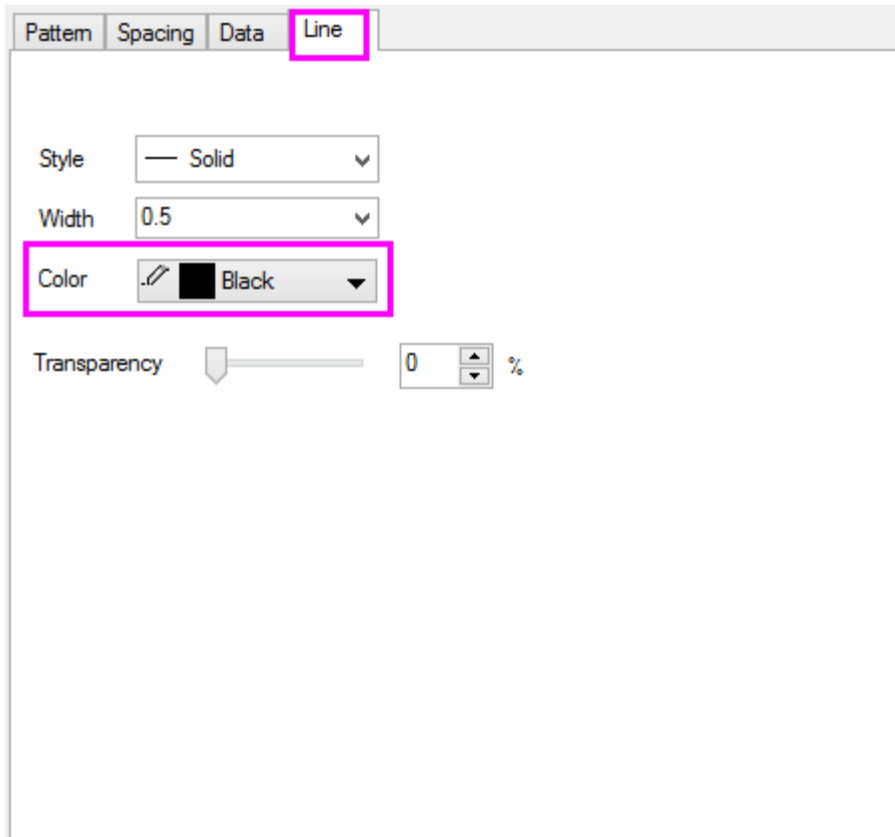 Pattern Spacing Data Line
Style Solid
Width 0.5
Color Black
Transparency 0 %